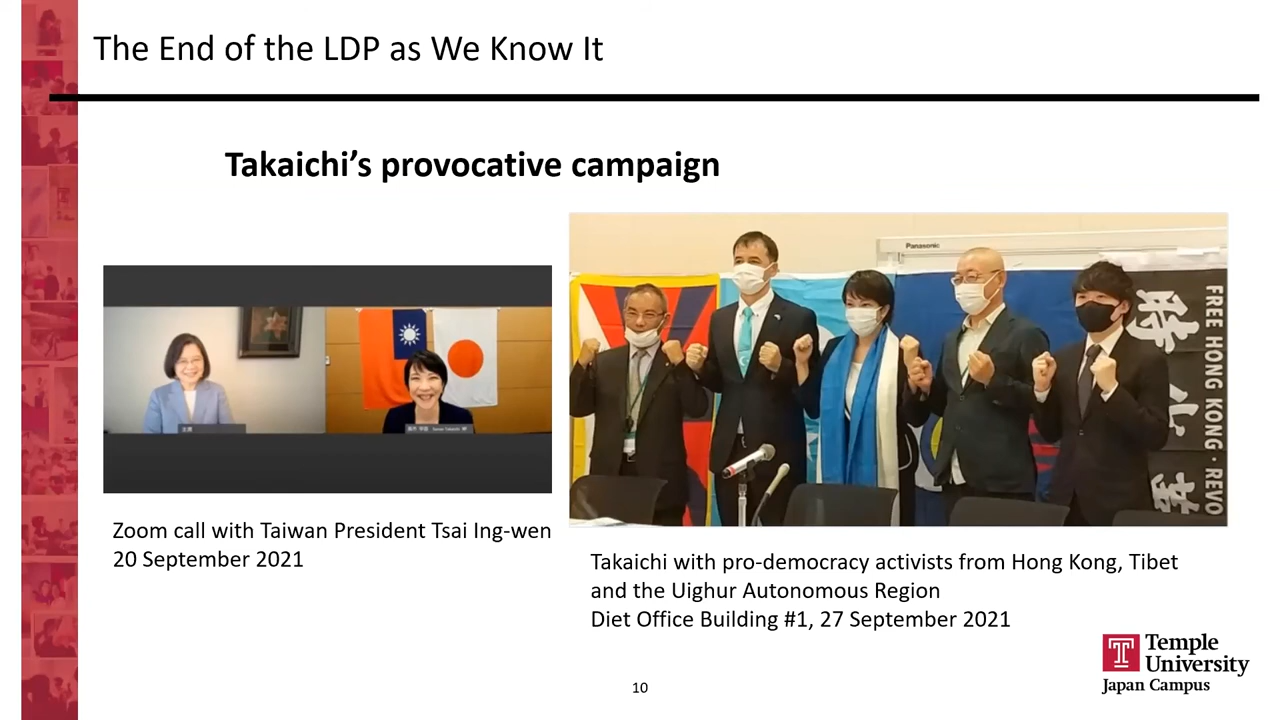 The End of the LDP as We Know It
Takaichi’s provocative campaign
Panasonic
FREE HONG KONG · REVO
Zoom call with Taiwan President Tsai Ing-wen
20 September 2021
Takaichi with pro-democracy activists from Hong Kong, Tibet
and the Uighur Autonomous Region
Diet Office Building #1, 27 September 2021
Temple
University
Japan Campus
10